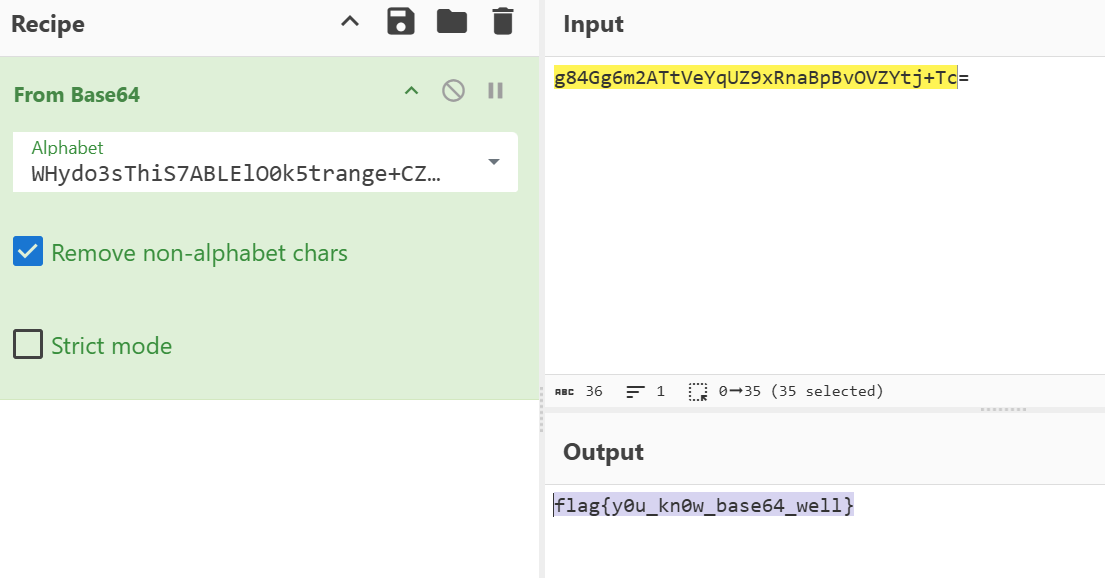 Recipe
From Base64
Alphabet
WHydo3sThiS7ABLElO0k5trange+CZ…
Remove non-alphabet chars
Strict mode
Input
g84Gg6m2ATtVeYqUZ9xRnaBpBvOVZYtj+Tc=
ABC 36 1 0→35 (35 selected)
Output
flag{y0u_kn0w_base64_well}